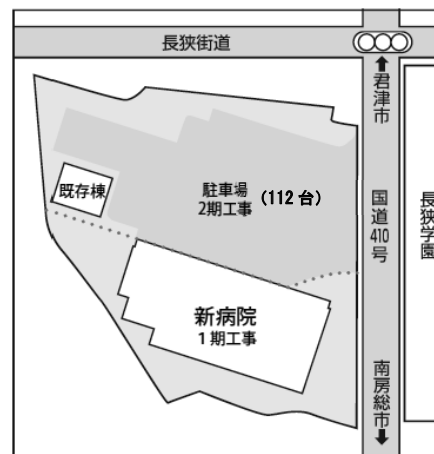 長狭街道
君津市
既存棟
駐車場 (112台)
2期工事
国道410号
長狭学園
新病院
1期工事
南房総市